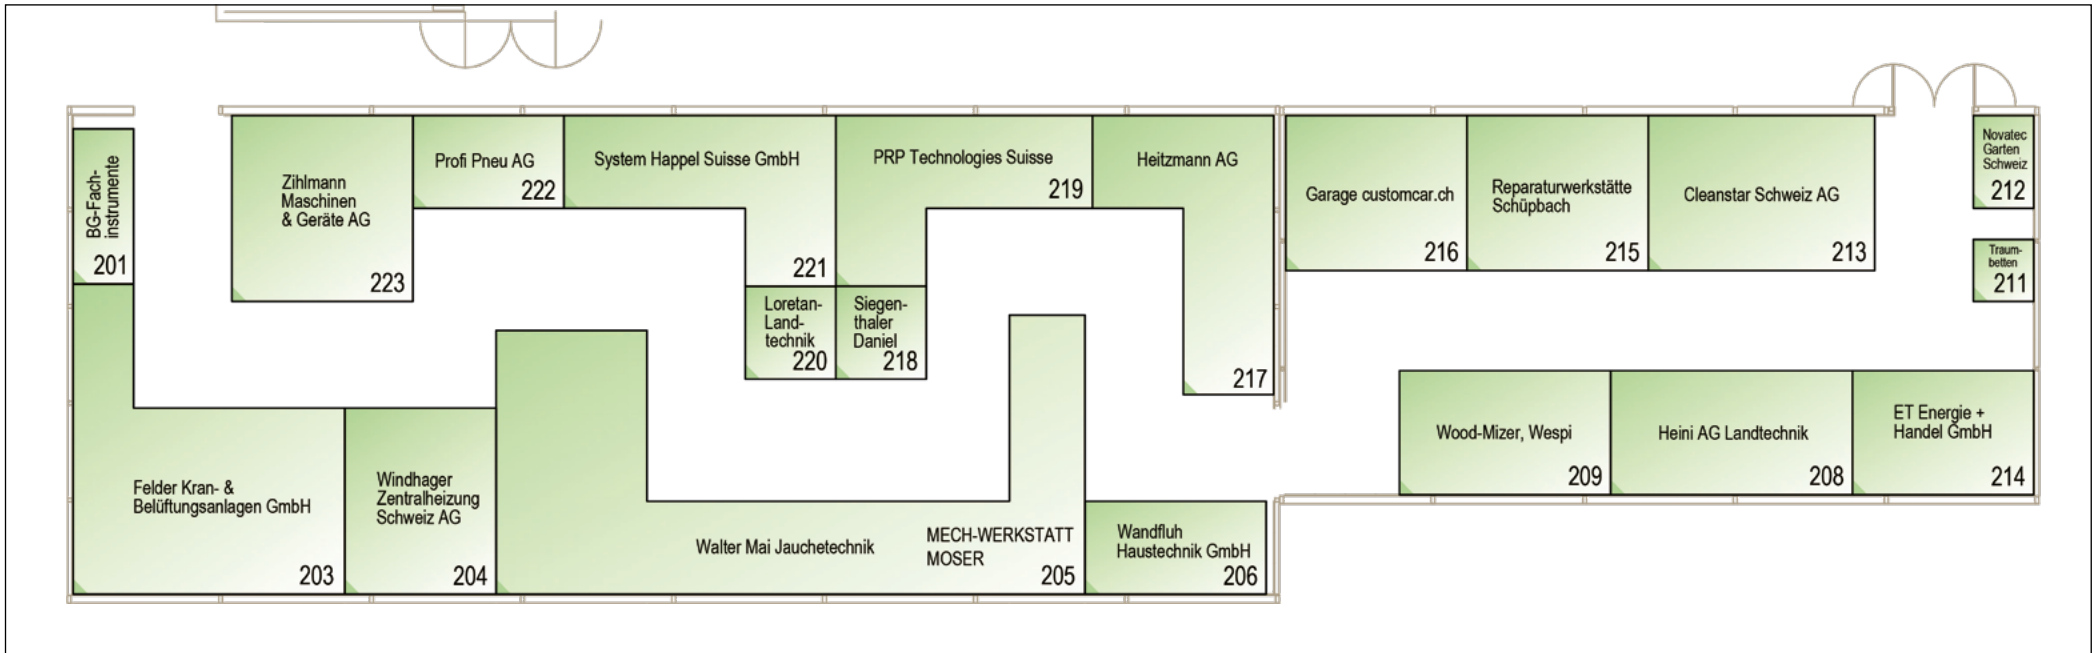 BG-Fach-
instrumente
201
Zihlmann
Maschinen
& Geräte AG
223
Profi Pneu AG
222
System Happel Suisse GmbH
221
PRP Technologies Suisse
219
Heitzmann AG
217
Garage customcar.ch
216
Reparaturwerkstätte
Schüpbach
215
Cleanstar Schweiz AG
213
Novatec
Garten
Schweiz
212
Traum-
betten
211
Loretan-
Land-
technik
220
Siegen-
thaler
Daniel
218
Felder Kran- &
Belüftungsanlagen GmbH
203
Windhager
Zentralheizung
Schweiz AG
204
Walter Mai Jauchetechnik
MECH-WERKSTATT
MOSER
205
Wandfluh
Haustechnik GmbH
206
Wood-Mizer, Wespi
209
Heini AG Landtechnik
208
ET Energie +
Handel GmbH
214